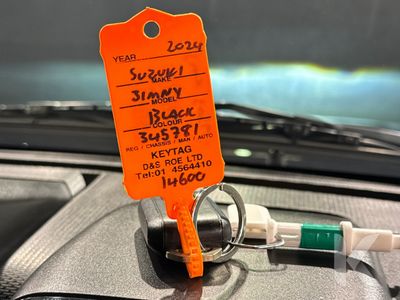 YEAR 2024
SUZUKI
MAKE
JIMNY
MODEL
BLACK
COLOUR
345781
REG / CHASSIS / MAN / AUTO
KEYTAG
D&S ROE LTD
Tel:01 4564410
14600